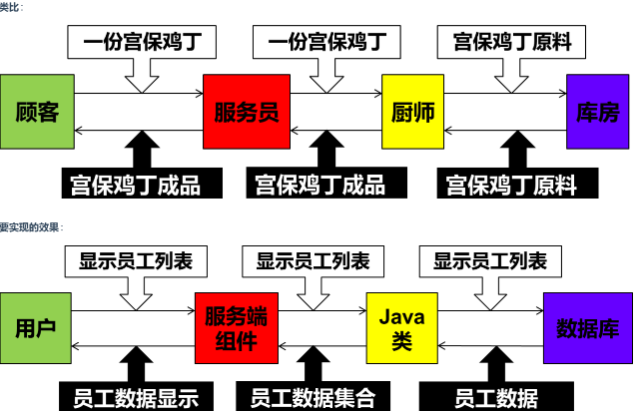 类比：
一份宫保鸡丁
一份宫保鸡丁
宫保鸡丁原料
顾客
服务员
厨师
库房
宫保鸡丁成品
宫保鸡丁成品
宫保鸡丁原料
要实现的效果：
显示员工列表
显示员工列表
显示员工列表
用户
服务端
组件
Java
类
数据库
员工数据显示
员工数据集合
员工数据